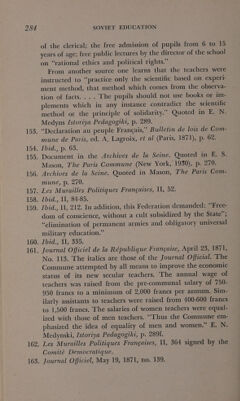 284 SOVIET EDUCATION
of the clerical; the free admission of pupils from 6 to 15
years of age; free public lectures by the director of the school
on "rational ethics and political rights."
From another source one learn that the teachers were
instructed to "practice only the scientific based on experi-
ment method, that method which comes from the observa-
tion of facts. . . . . The pupils should not use books or im-
plements which in any instance contradict the scientific
method or the principle of solidarity." Quoted in E. N.
Medyns Istoriya Pedagogiki, p. 289.
153. "Declaration au peuple Français," Bulletin de lois de Com-
mune de Paris, ed. A. Lagroix, et al (Paris, 1871), p. 62.
154. Ibid., p. 65.
155. Document in the Archives de la Seine. Quoted in E. S.
Mason, The Paris Commune (New York, 1930), p. 270.
156. Archives de la Seine, Quoted in Mason, The Paris Com-
mune, p. 270.
157. Les Murailles Politiques Françaises, II, 52.
158. Ibid., II, 84-85.
159. Ibid., II, 212. In addition, this Federation demanded: "Free-
dom of conscience, without a cult subsidized by the State";
"elimination of permanent armies and obligatory universal
military education."
160. Ibid., II, 335.
161. Journal Officiel de la République Française, April 23, 1871,
No. 113. The italics are those of the Journal Officiel. The
Commune attempted by all means to improve the economic
status of its new secular teachers. The annual wage of
teachers was raised from the pre-communal salary of 750-
950 francs to a minimum of 2,000 francs per annum. Sim-
ilarly assistants to teachers were raised from 400-600 francs
to 1,500 francs. The salaries of women teachers were equal-
ized with those of men teachers. "Thus the Commune em-
phanized the idea of equality of men and women." E. N.
Medynski, Istoriya Pedagogiki, p. 289f.
162. Les Murailles Politiques Françaises, II, 364 signed by the
Comité Democratique.
163. Journal Officiel, May 19, 1871, no. 139.